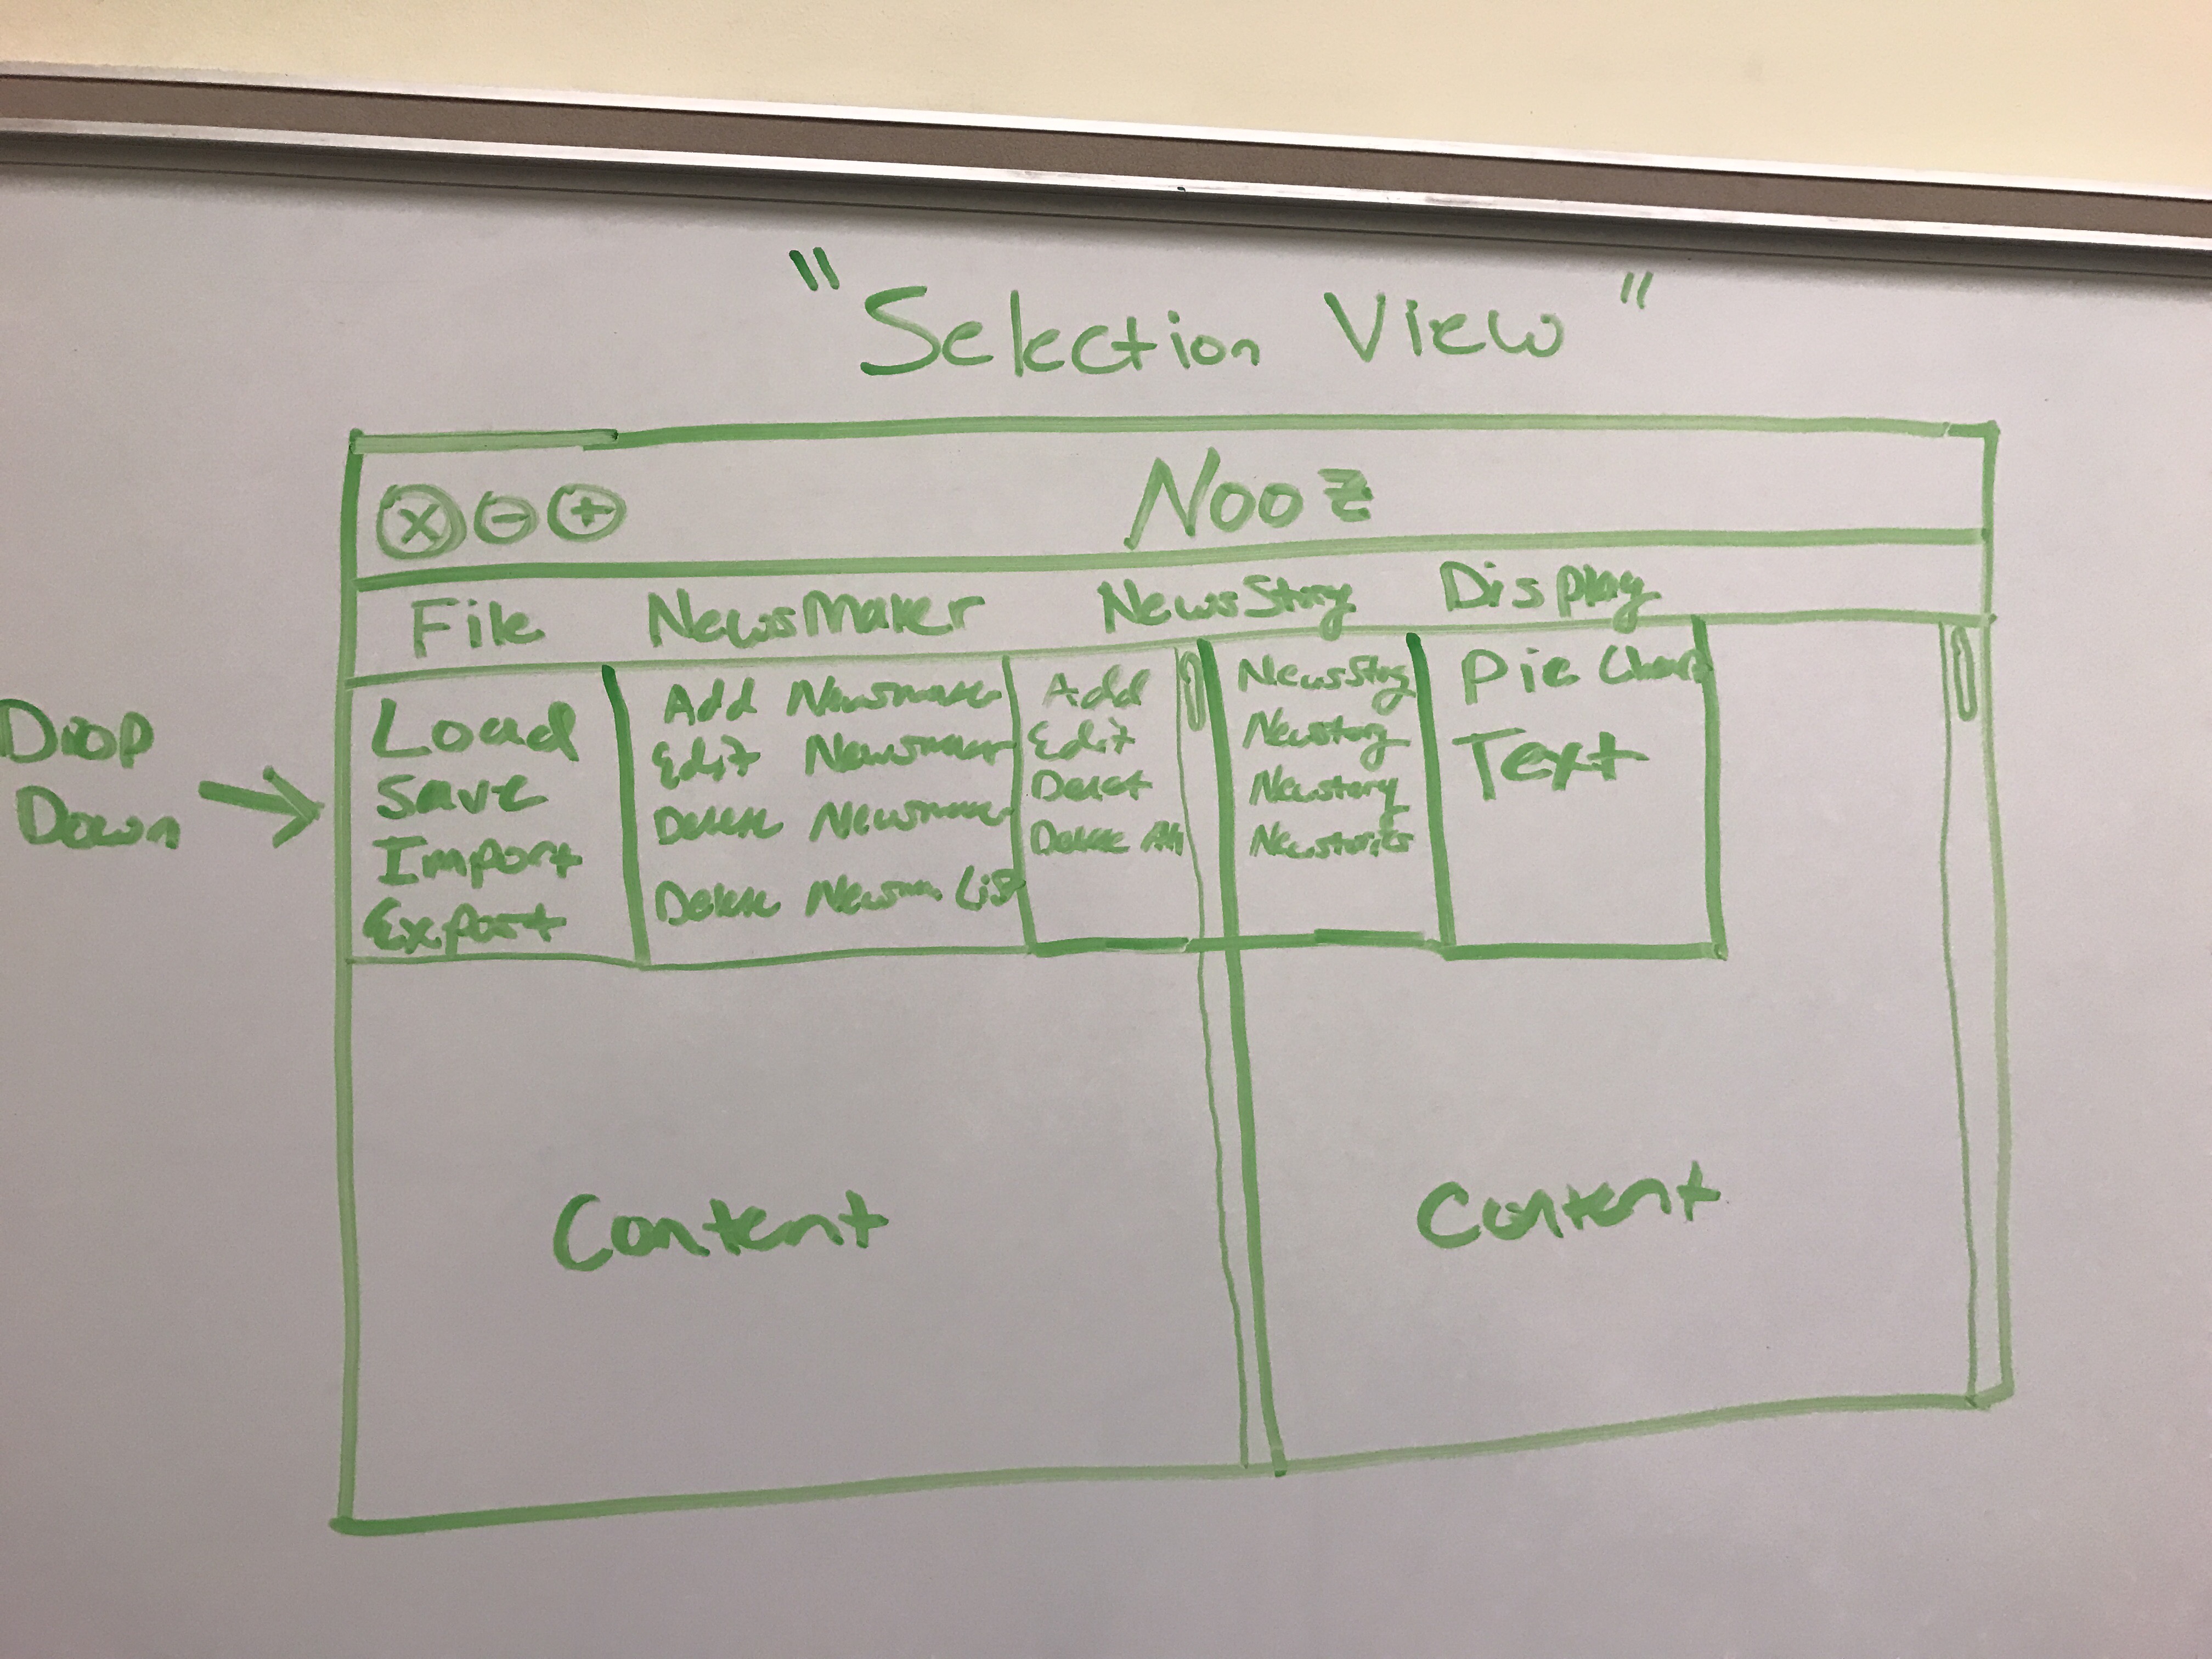 "Selection View"
X - + Nooz
File NewsMaker NewsStory Display
Drop
Down
Load
Save
Import
Export
Add Newsmaker
Edit Newsmaker
Delete Newsmaker
Delete Newsm. List
Add NewsStory
Edit Newstory
Delet Newstory
Delete All Newstories
Pie Chart
Text
Content Content